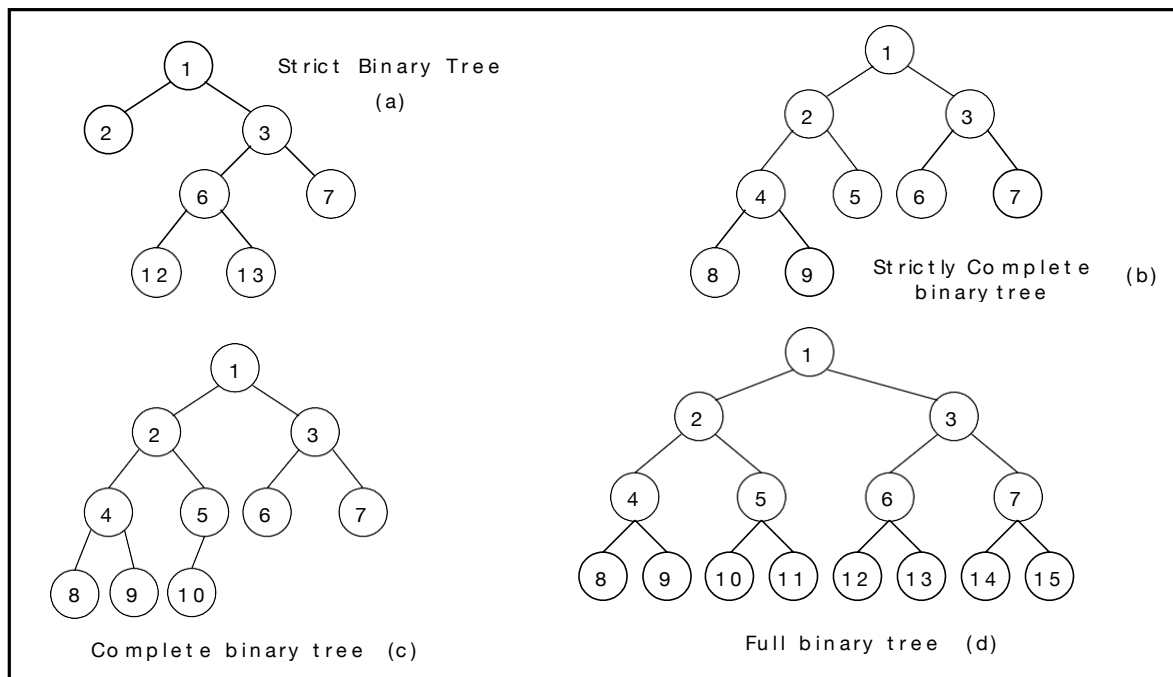 1
Strict Binary Tree
(a)
2 3
6 7
12 13
1
2 3
4 5 6 7
8 9
Strictly Complete
binary tree
(b)
1
2 3
4 5 6 7
8 9 10
Complete binary tree (c)
1
2 3
4 5 6 7
8 9 10 11 12 13 14 15
Full binary tree (d)